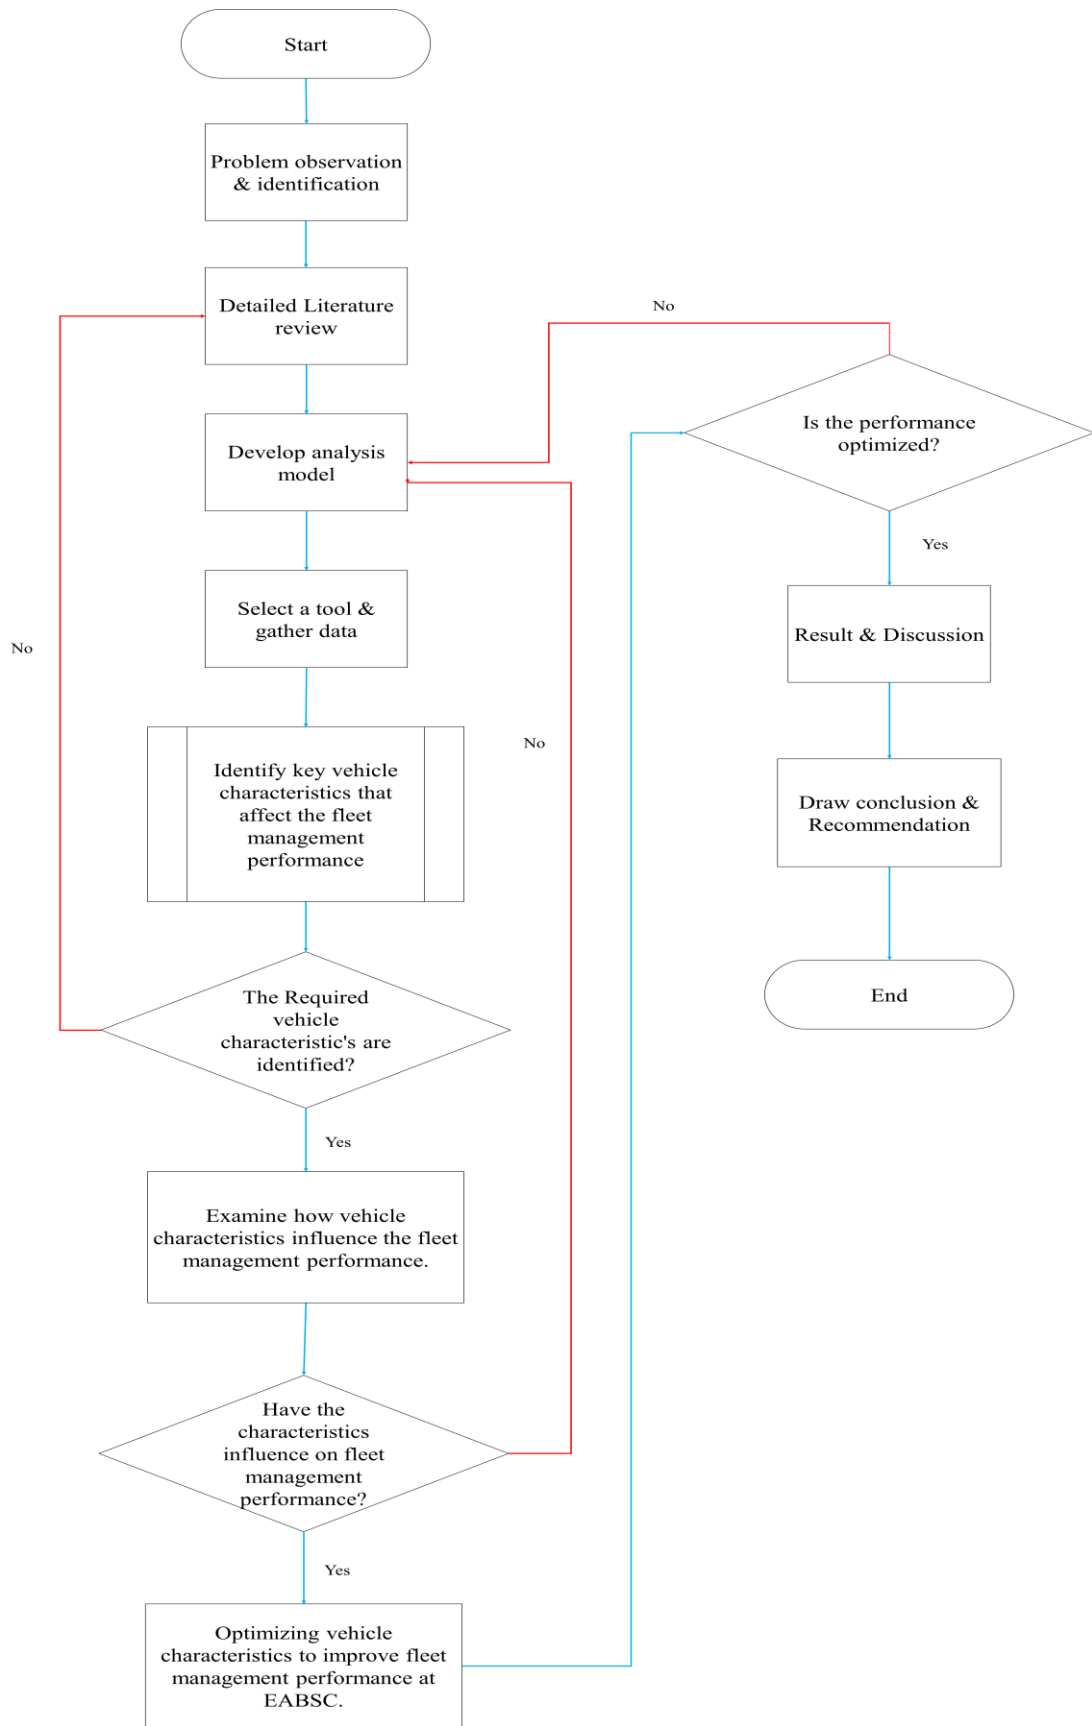 Start
Problem observation
& identification
Detailed Literature
review
Develop analysis
model
Select a tool &
gather data
Identify key vehicle
characteristics that
affect the fleet
management
performance
The Required
vehicle
characteristic's are
identified?
No
Yes
Examine how vehicle
characteristics influence the fleet
management performance.
Have the
characteristics
influence on fleet
management
performance?
No
Yes
Optimizing vehicle
characteristics to improve fleet
management performance at
EABSC.
Is the performance
optimized?
No
Yes
Result & Discussion
Draw conclusion &
Recommendation
End